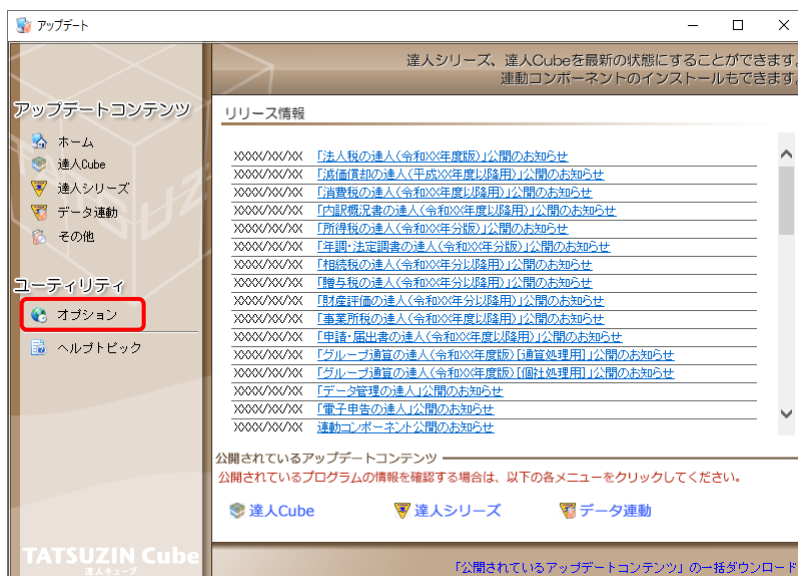 アップデート
達人シリーズ、達人Cubeを最新の状態にすることができます。
連動コンポーネントのインストールもできます。
アップデートコンテンツ
ホーム
達人Cube
達人シリーズ
データ連動
その他
ユーティリティ
オプション
ヘルプトピック
リリース情報
XXXX/XX/XX 「法人税の達人(令和XX年度版)」公開のお知らせ
XXXX/XX/XX 「減価償却の達人(平成XX年度以降用)」公開のお知らせ
XXXX/XX/XX 「消費税の達人(令和XX年度以降用)」公開のお知らせ
XXXX/XX/XX 「内訳概況書の達人(令和XX年度以降用)」公開のお知らせ
XXXX/XX/XX 「所得税の達人(令和XX年分版)」公開のお知らせ
XXXX/XX/XX 「年調・法定調書の達人(令和XX年分版)」公開のお知らせ
XXXX/XX/XX 「相続税の達人(令和XX年分以降用)」公開のお知らせ
XXXX/XX/XX 「贈与税の達人(令和XX年分以降用)」公開のお知らせ
XXXX/XX/XX 「財産評価の達人(令和XX年分以降用)」公開のお知らせ
XXXX/XX/XX 「事業所税の達人(令和XX年度以降用)」公開のお知らせ
XXXX/XX/XX 「申請・届出書の達人(令和XX年度以降用)」公開のお知らせ
XXXX/XX/XX 「グループ通算の達人(令和XX年度版)[通算処理用]」公開のお知らせ
XXXX/XX/XX 「グループ通算の達人(令和XX年度版)[個社処理用]」公開のお知らせ
XXXX/XX/XX 「データ管理の達人」公開のお知らせ
XXXX/XX/XX 「電子申告の達人」公開のお知らせ
XXXX/XX/XX 連動コンポーネント公開のお知らせ
公開されているアップデートコンテンツ
公開されているプログラムの情報を確認する場合は、以下の各メニューをクリックしてください。
達人Cube 達人シリーズ データ連動
TATSUZIN Cube
達人キューブ
「公開されているアップデートコンテンツ」の一括ダウンロード